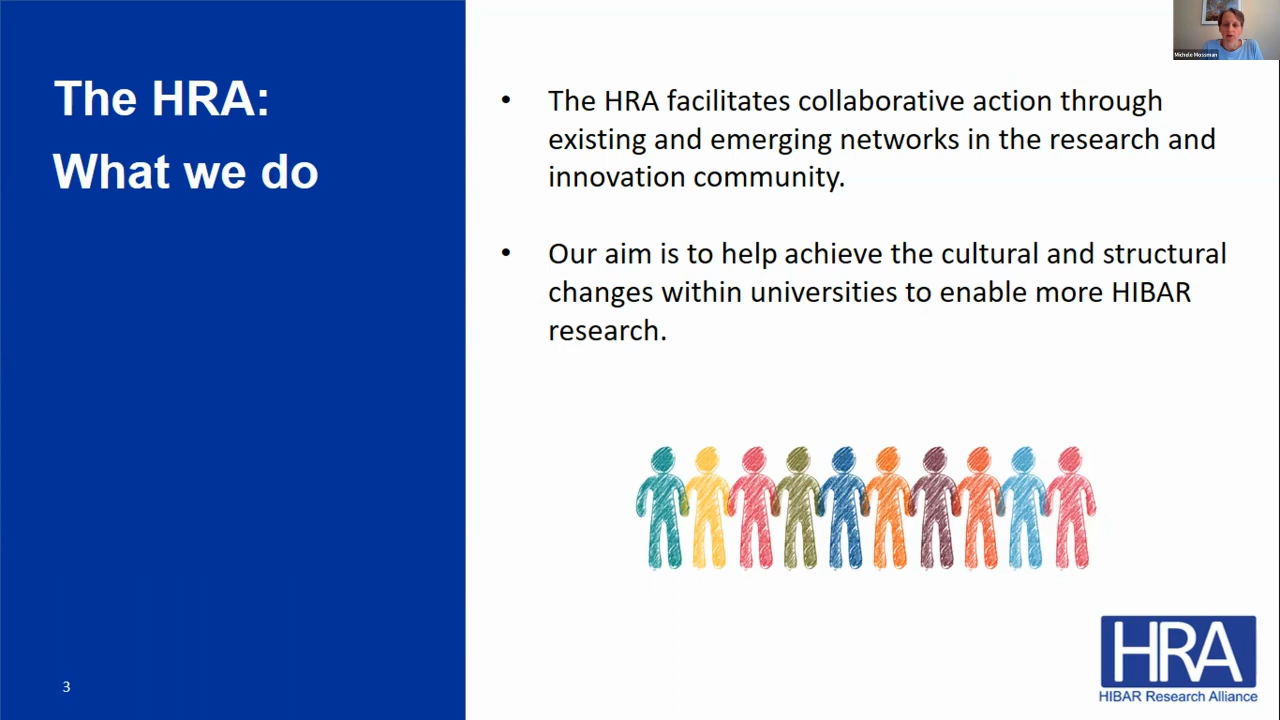 The HRA:
What we do
• The HRA facilitates collaborative action through
existing and emerging networks in the research and
innovation community.
• Our aim is to help achieve the cultural and structural
changes within universities to enable more HIBAR
research.
Michele Mossman
HRA
HIBAR Research Alliance
3